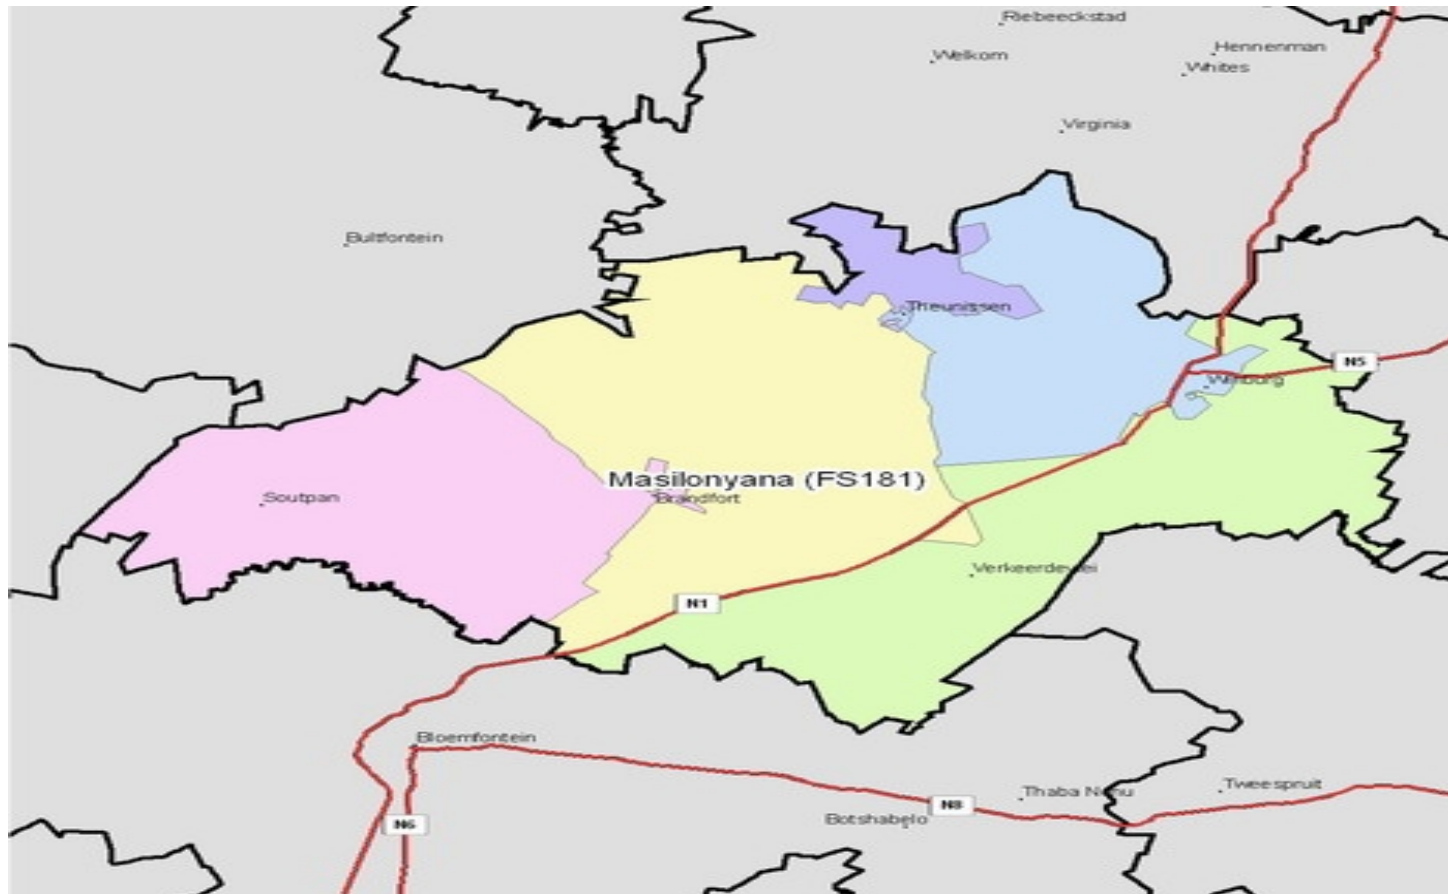 Riebeeckstad
Welkom
Hennenman
Whites
Virginia
Bultfontein
Theunissen
N5
Winburg
Masilonyana (FS181)
Soutpan
Brandfort
Verkeerdevlei
N1
Bloemfontein
Thaba Nchu
Tweespruit
N8
Botshabelo
N6